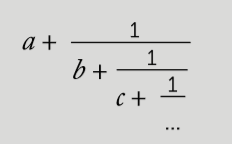 a + 1
b + 1
c + 1
...